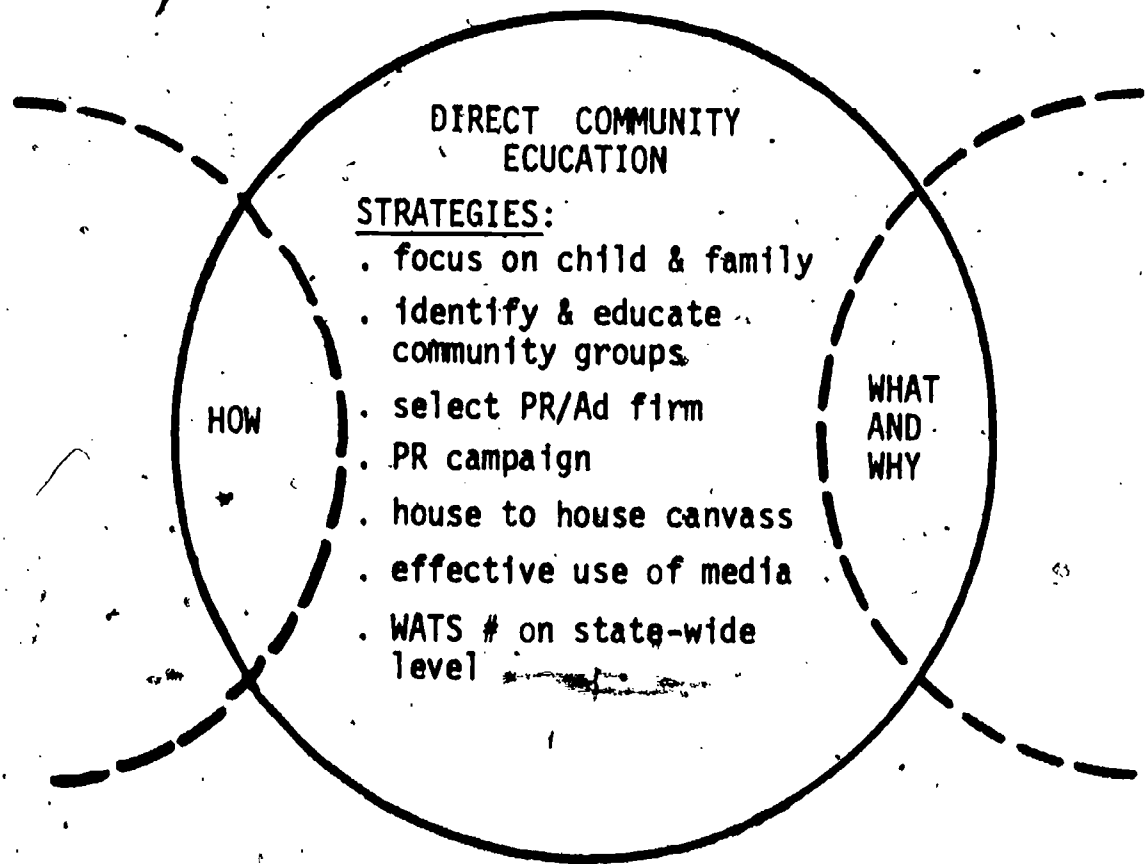 DIRECT COMMUNITY
ECUCATION
STRATEGIES:
. focus on child & family
. identify & educate
community groups
. select PR/Ad firm
. PR campaign
. house to house canvass
. effective use of media
. WATS # on state-wide
level
HOW
WHAT
AND
WHY